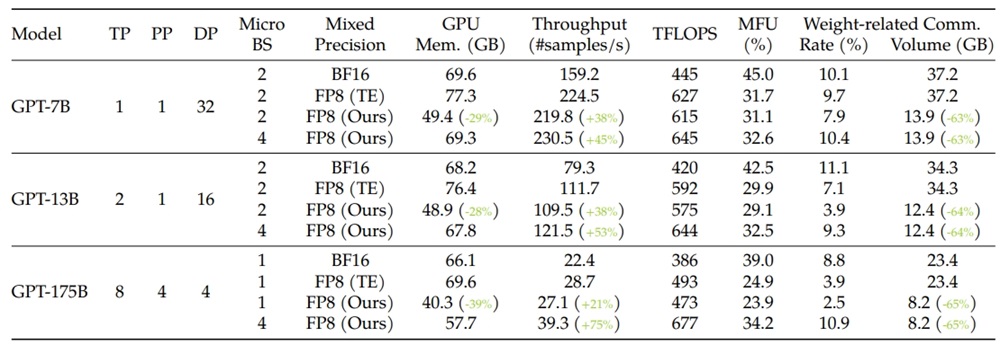 Model TP PP DP Micro BS Mixed Precision GPU Mem. (GB) Throughput (#samples/s) TFLOPS MFU (%) Weight-related Comm. Rate (%) Volume (GB)
2 BF16 69.6 159.2 445 45.0 10.1 37.2
2 FP8 (TE) 77.3 224.5 627 31.7 9.7 37.2
GPT-7B 1 1 32
2 FP8 (Ours) 49.4 (-29%) 219.8 (+38%) 615 31.1 7.9 13.9 (-63%)
4 FP8 (Ours) 69.3 230.5 (+45%) 645 32.6 10.4 13.9 (-63%)
2 BF16 68.2 79.3 420 42.5 11.1 34.3
2 FP8 (TE) 76.4 111.7 592 29.9 7.1 34.3
GPT-13B 2 1 16
2 FP8 (Ours) 48.9 (-28%) 109.5 (+38%) 575 29.1 3.9 12.4 (-64%)
4 FP8 (Ours) 67.8 121.5 (+53%) 644 32.5 9.3 12.4 (-64%)
1 BF16 66.1 22.4 386 39.0 8.8 23.4
1 FP8 (TE) 69.6 28.7 493 24.9 3.9 23.4
GPT-175B 8 4 4
1 FP8 (Ours) 40.3 (-39%) 27.1 (+21%) 473 23.9 2.5 8.2 (-65%)
4 FP8 (Ours) 57.7 39.3 (+75%) 677 34.2 10.9 8.2 (-65%)